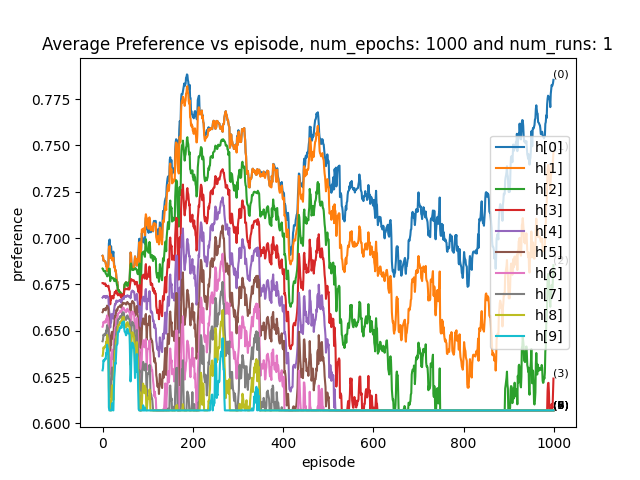 Average Preference vs episode, num_epochs: 1000 and num_runs: 1
preference
0.775
0.750
0.725
0.700
0.675
0.650
0.625
0.600
0
200
400
600
800
1000
episode
h[0]
h[1]
h[2]
h[3]
h[4]
h[5]
h[6]
h[7]
h[8]
h[9]
(0)
(3)